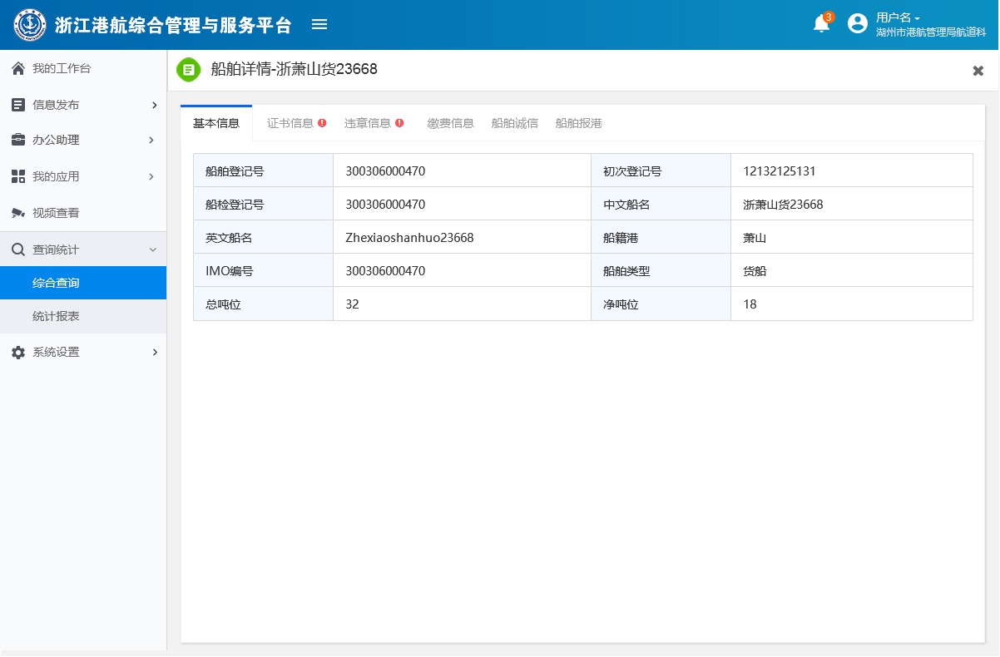 浙江港航综合管理与服务平台
3
用户名
湖州市港航管理局航道科
我的工作台
信息发布
办公助理
我的应用
视频查看
查询统计
综合查询
统计报表
系统设置
船舶详情-浙萧山货23668
基本信息 证书信息 违章信息 缴费信息 船舶诚信 船舶报港
船舶登记号 300306000470 初次登记号 12132125131
船检登记号 300306000470 中文船名 浙萧山货23668
英文船名 Zhexiaoshanhuo23668 船籍港 萧山
IMO编号 300306000470 船舶类型 货船
总吨位 32 净吨位 18